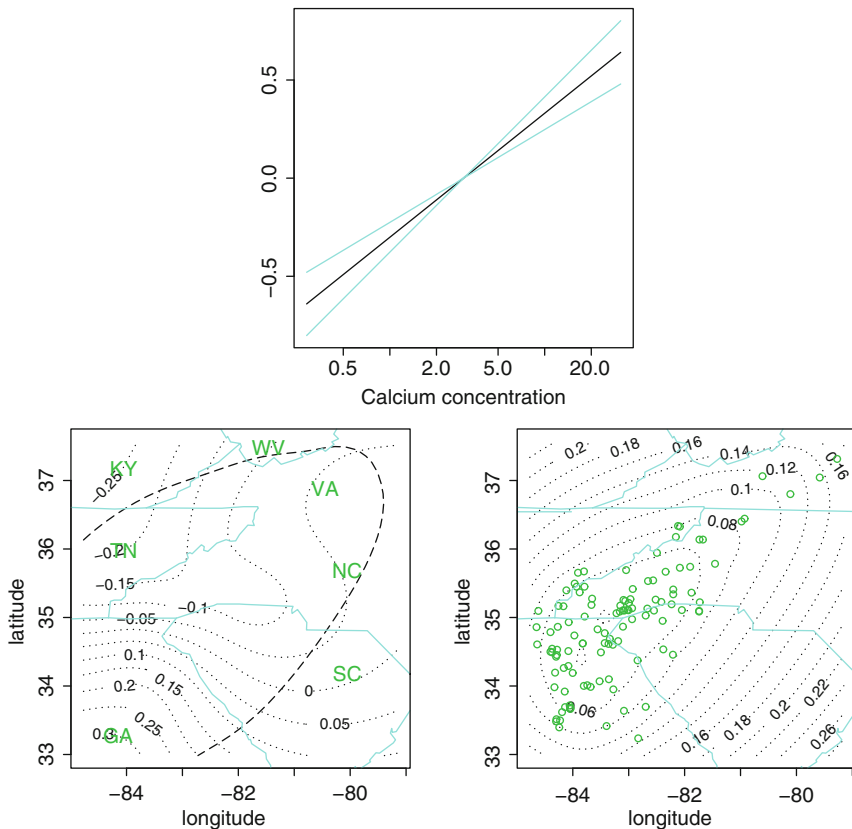 0.5
0.0
−0.5
0.5 2.0 5.0 20.0
Calcium concentration
37
36
35
34
33
latitude
KY
WV
VA
TN
NC
SC
GA
−0.25
−0.2
−0.15
−0.1
−0.05
0.1
0.2
0.15
0.3
0.25
0
0.05
−84 −82 −80
longitude
37
36
35
34
33
latitude
0.2
0.18
0.16
0.14
0.12
0.16
0.1
0.08
0.06
0.16
0.18
0.2
0.22
0.26
−84 −82 −80
longitude